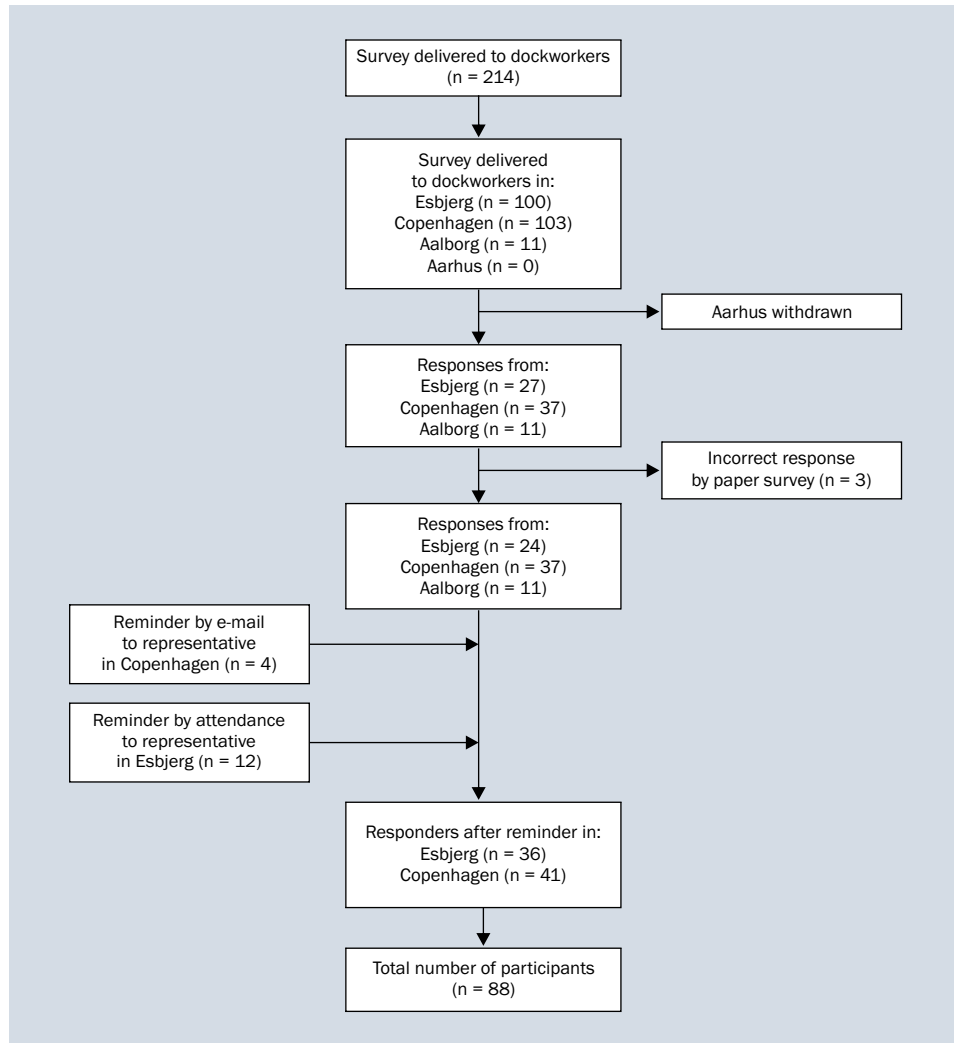 Survey delivered to dockworkers
(n = 214)
Survey delivered
to dockworkers in:
Esbjerg (n = 100)
Copenhagen (n = 103)
Aalborg (n = 11)
Aarhus (n = 0)
Aarhus withdrawn
Responses from:
Esbjerg (n = 27)
Copenhagen (n = 37)
Aalborg (n = 11)
Incorrect response
by paper survey (n = 3)
Responses from:
Esbjerg (n = 24)
Copenhagen (n = 37)
Aalborg (n = 11)
Reminder by e-mail
to representative
in Copenhagen (n = 4)
Reminder by attendance
to representative
in Esbjerg (n = 12)
Responders after reminder in:
Esbjerg (n = 36)
Copenhagen (n = 41)
Total number of participants
(n = 88)